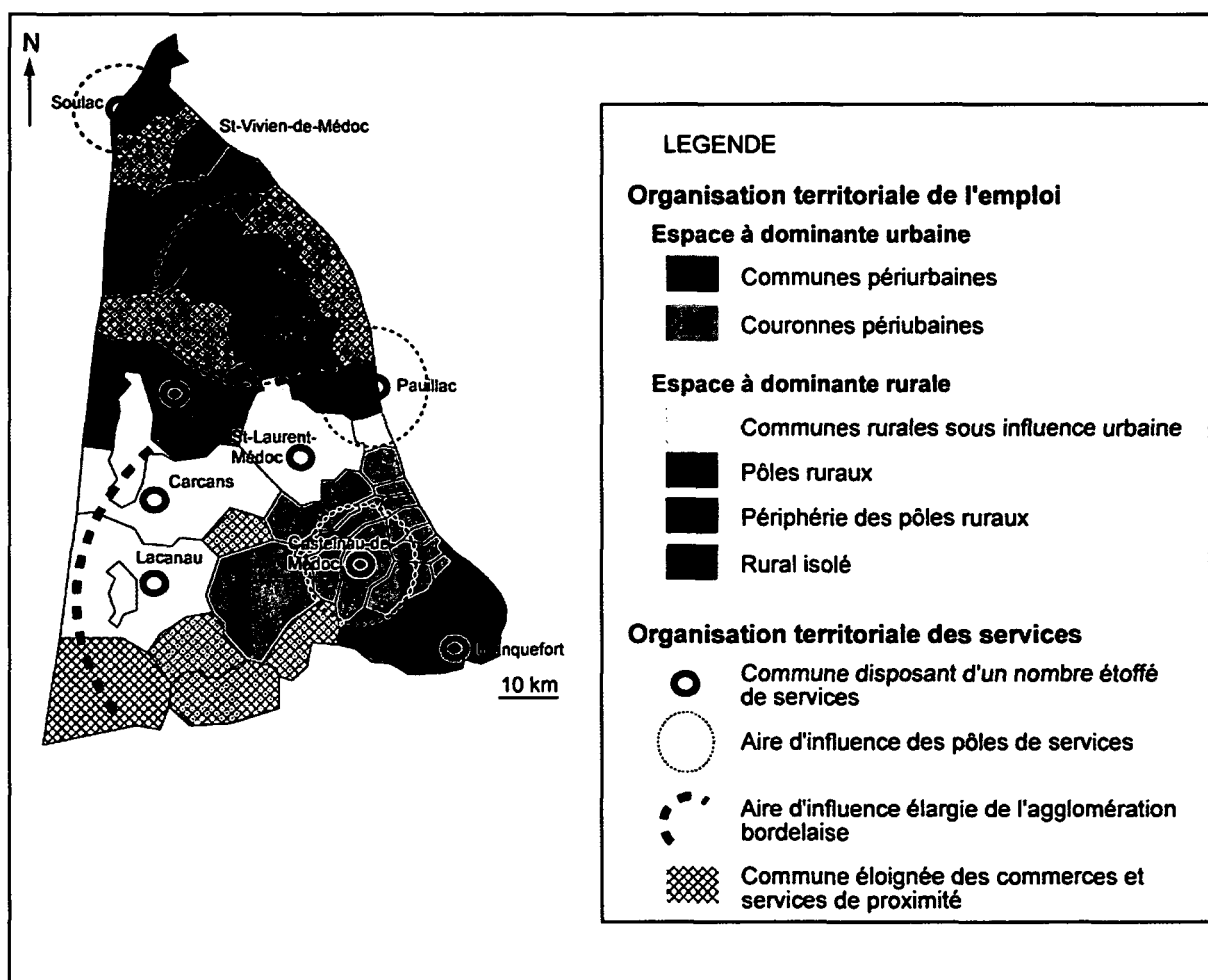 N
Soulac
St-Vivien-de-Médoc
Pauillac
St-Laurent-
Médoc
Carcans
Castelnau-de-
Médoc
Lacanau
10 km
LEGENDE
Organisation territoriale de l'emploi
Espace à dominante urbaine
Communes périurbaines
Couronnes périubaines
Espace à dominante rurale
Communes rurales sous influence urbaine
Pôles ruraux
Périphérie des pôles ruraux
Rural isolé
Organisation territoriale des services
Commune disposant d'un nombre étoffé
de services
Aire d'influence des pôles de services
Aire d'influence élargie de l'agglomération
bordelaise
Commune éloignée des commerces et
services de proximité